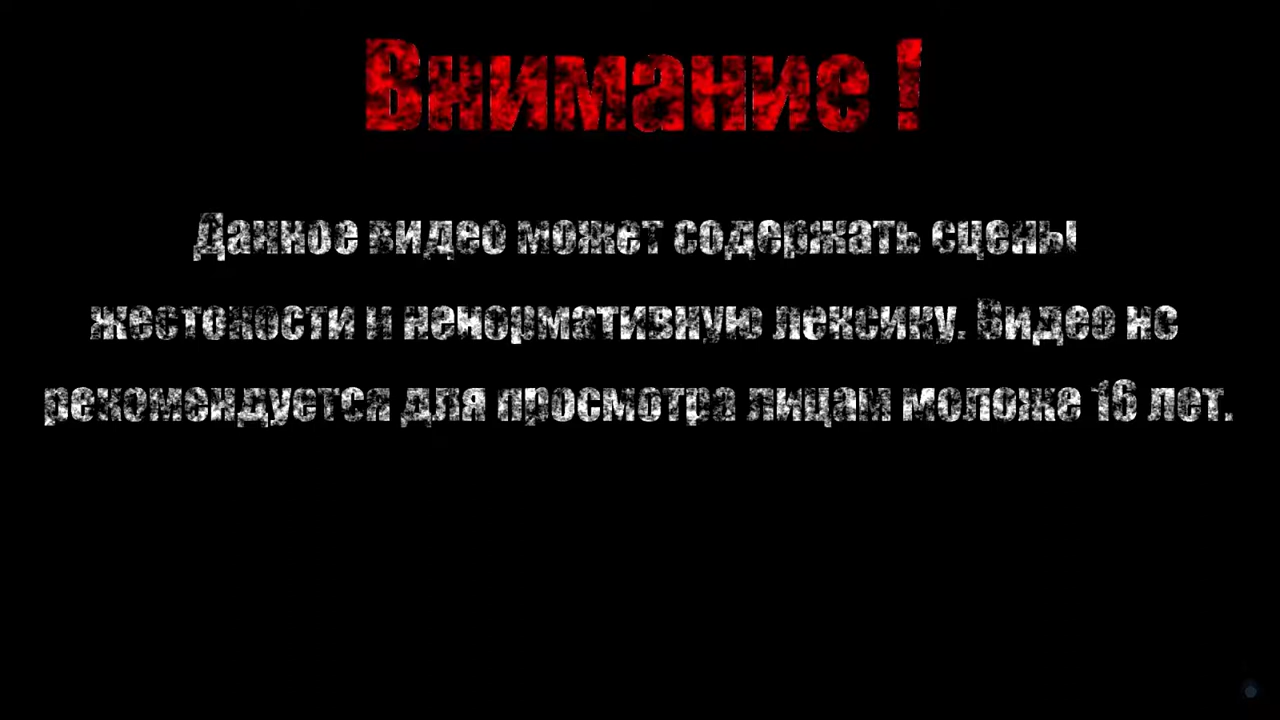 Внимание !
Данное видео может содержать сцены
жестокости и ненормативную лексику. Видео не
рекомендуется для просмотра лицам моложе 16 лет.